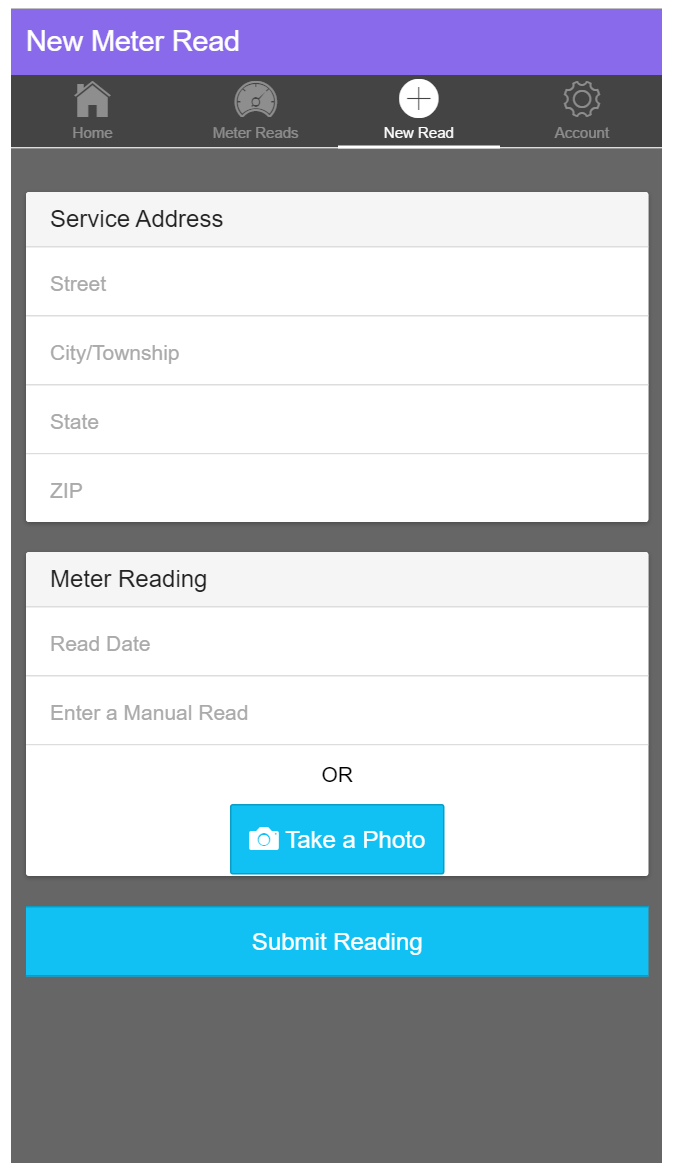 New Meter Read
Home Meter Reads New Read Account
Service Address
Street
City/Township
State
ZIP
Meter Reading
Read Date
Enter a Manual Read
OR
Take a Photo
Submit Reading